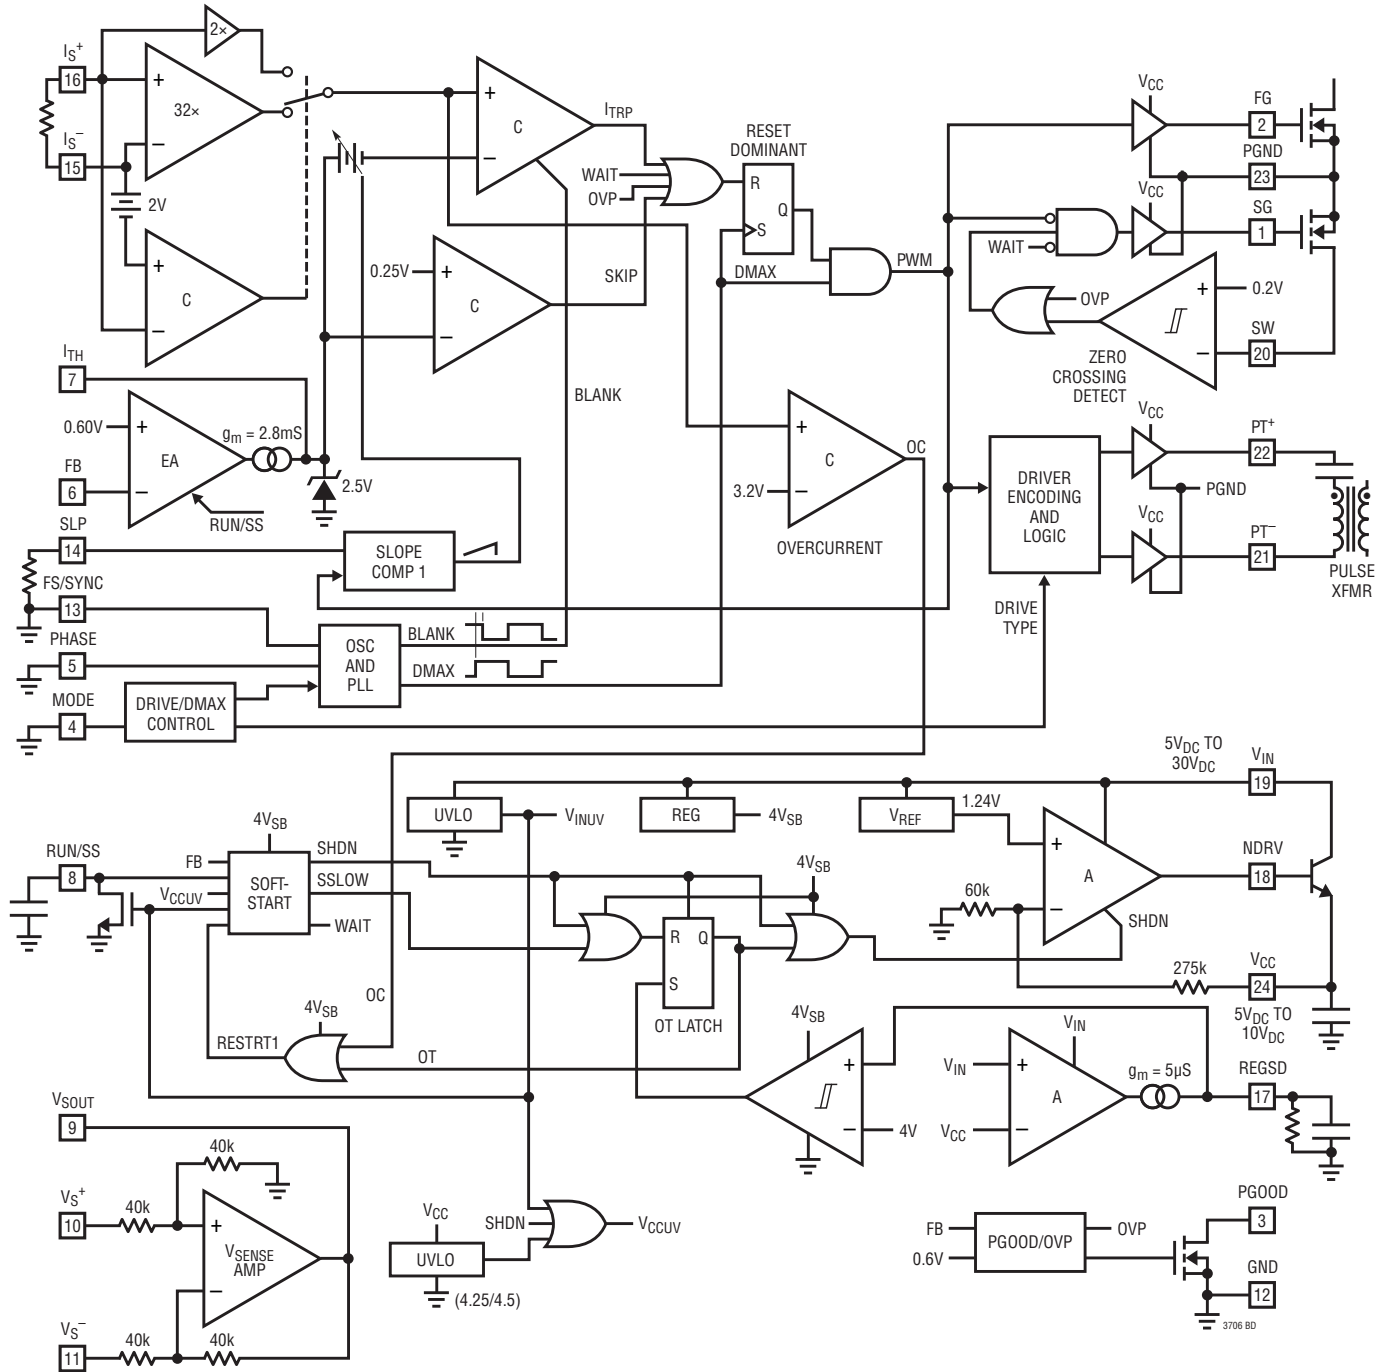 2×
IS+
16
+
32×
–
IS–
15
2V
+
C
–
+
C
–
ITRP
WAIT
OVP
RESET
DOMINANT
R
Q
S
0.25V
+
C
–
SKIP
DMAX
PWM
BLANK
VCC
FG
2
PGND
23
VCC
SG
1
WAIT
OVP
+
0.2V
SW
–
20
ZERO
CROSSING
DETECT
ITH
7
0.60V
+
EA
–
gm = 2.8mS
FB
6
2.5V
RUN/SS
SLP
14
SLOPE
COMP 1
FS/SYNC
13
PHASE
5
OSC
AND
PLL
BLANK
DMAX
MODE
4
DRIVE/DMAX
CONTROL
+
C
–
OC
3.2V
OVERCURRENT
DRIVER
ENCODING
AND
LOGIC
DRIVE
TYPE
VCC
PT+
22
PGND
VCC
PT–
21
PULSE
XFMR
5VDC TO
30VDC
VIN
19
UVLO
VINUV
REG
4VSB
VREF
1.24V
+
A
–
NDRV
18
SHDN
60k
275k
VCC
24
5VDC TO
10VDC
4VSB
RUN/SS
8
FB
VCCUV
SOFT-
START
SHDN
SSLOW
WAIT
4VSB
R
Q
S
OT LATCH
OC
4VSB
RESTRT1
OT
4VSB
+
–
4V
VIN
VIN
+
A
VCC
–
gm = 5µS
REGSD
17
VSOUT
9
40k
VS+
10
40k
+
VSENSE
AMP
–
VS–
11
40k
40k
VCC
UVLO
(4.25/4.5)
SHDN
VCCUV
FB
0.6V
PGOOD/OVP
OVP
PGOOD
3
GND
12
3706 BD